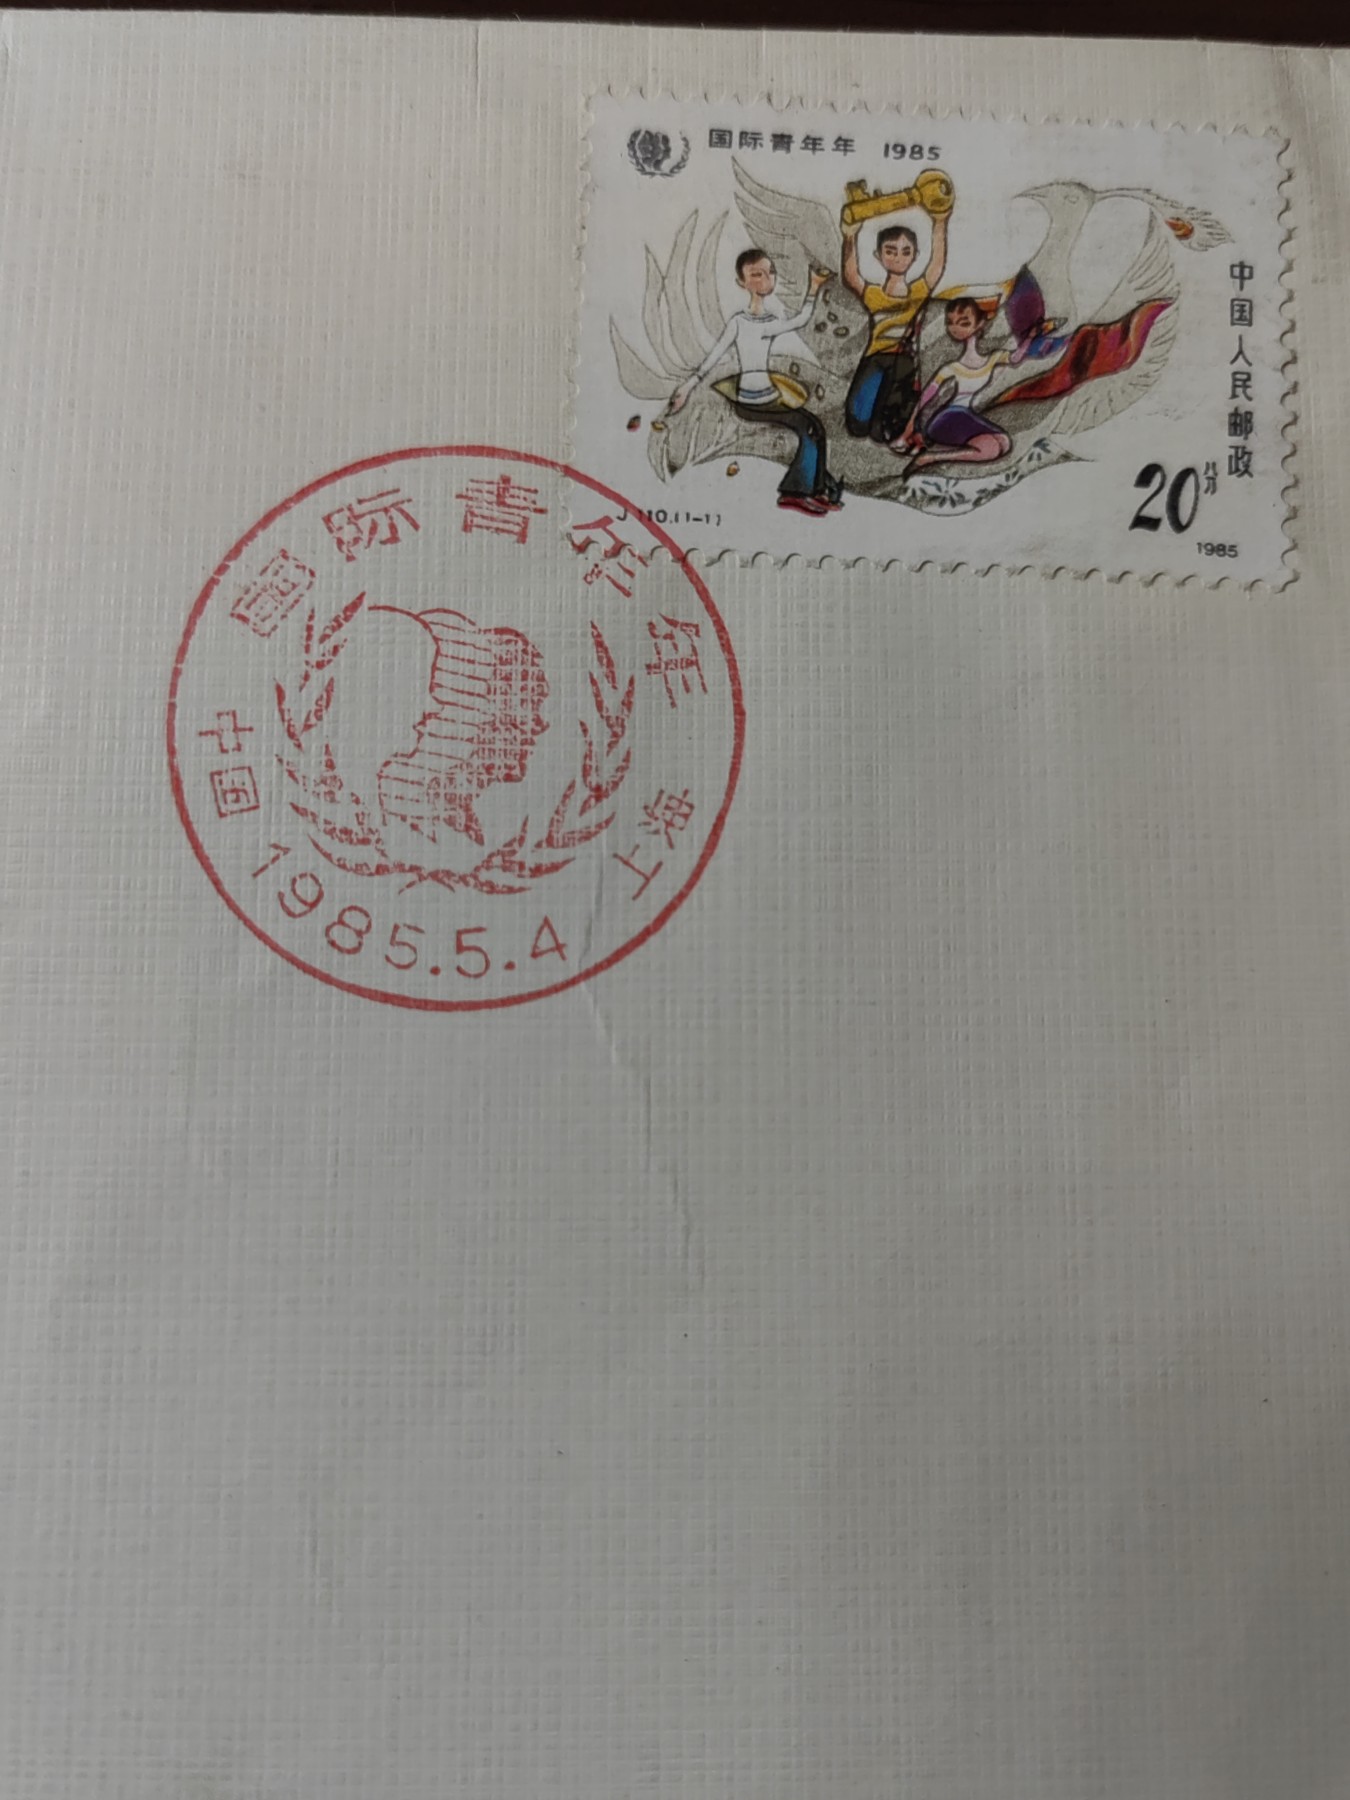 国际青年年 1985
中国人民邮政
20分
J 110.(1-1)
1985
国际青年年
中国
上海
1985.5.4